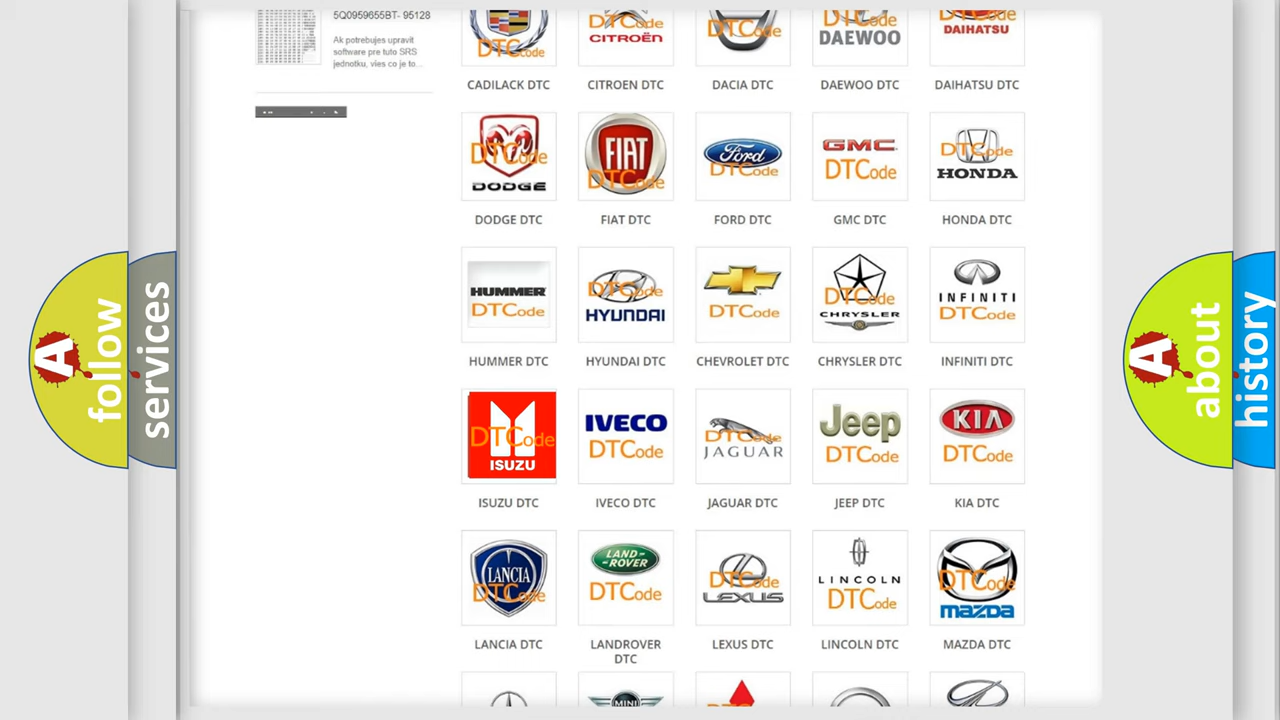 5Q0959655BT- 95128
Ak potrebujes upravit
software pre tuto SRS
jednotku, vies co je to...
DTCode
DTCode
CITROËN
DTCode
DTCode
DAEWOO
DTCode
DAIHATSU
CADILACK DTC
CITROEN DTC
DACIA DTC
DAEWOO DTC
DAIHATSU DTC
DTCode
DODGE
FIAT
DTCode
Ford
DTCode
GMC
DTCode
DTCode
HONDA
DODGE DTC
FIAT DTC
FORD DTC
GMC DTC
HONDA DTC
HUMMER
DTCode
DTCode
HYUNDAI
DTCode
DTCode
CHRYSLER
INFINITI
DTCode
HUMMER DTC
HYUNDAI DTC
CHEVROLET DTC
CHRYSLER DTC
INFINITI DTC
DTCode
ISUZU
IVECO
DTCode
DTCode
JAGUAR
Jeep
DTCode
KIA
DTCode
ISUZU DTC
IVECO DTC
JAGUAR DTC
JEEP DTC
KIA DTC
LANCIA
DTCode
LAND-
ROVER
DTCode
DTCode
LEXUS
LINCOLN
DTCode
DTCode
mazda
LANCIA DTC
LANDROVER
DTC
LEXUS DTC
LINCOLN DTC
MAZDA DTC
MINI
A
follow
services
A
about
history